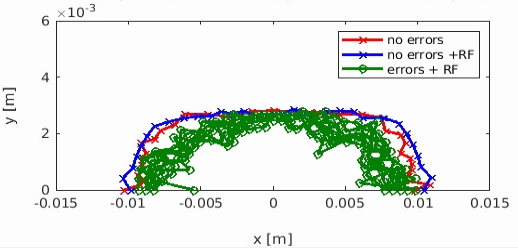 ×10⁻³
6
4
2
0
y [m]
no errors
no errors +RF
errors + RF
-0.015 -0.01 -0.005 0 0.005 0.01 0.015
x [m]